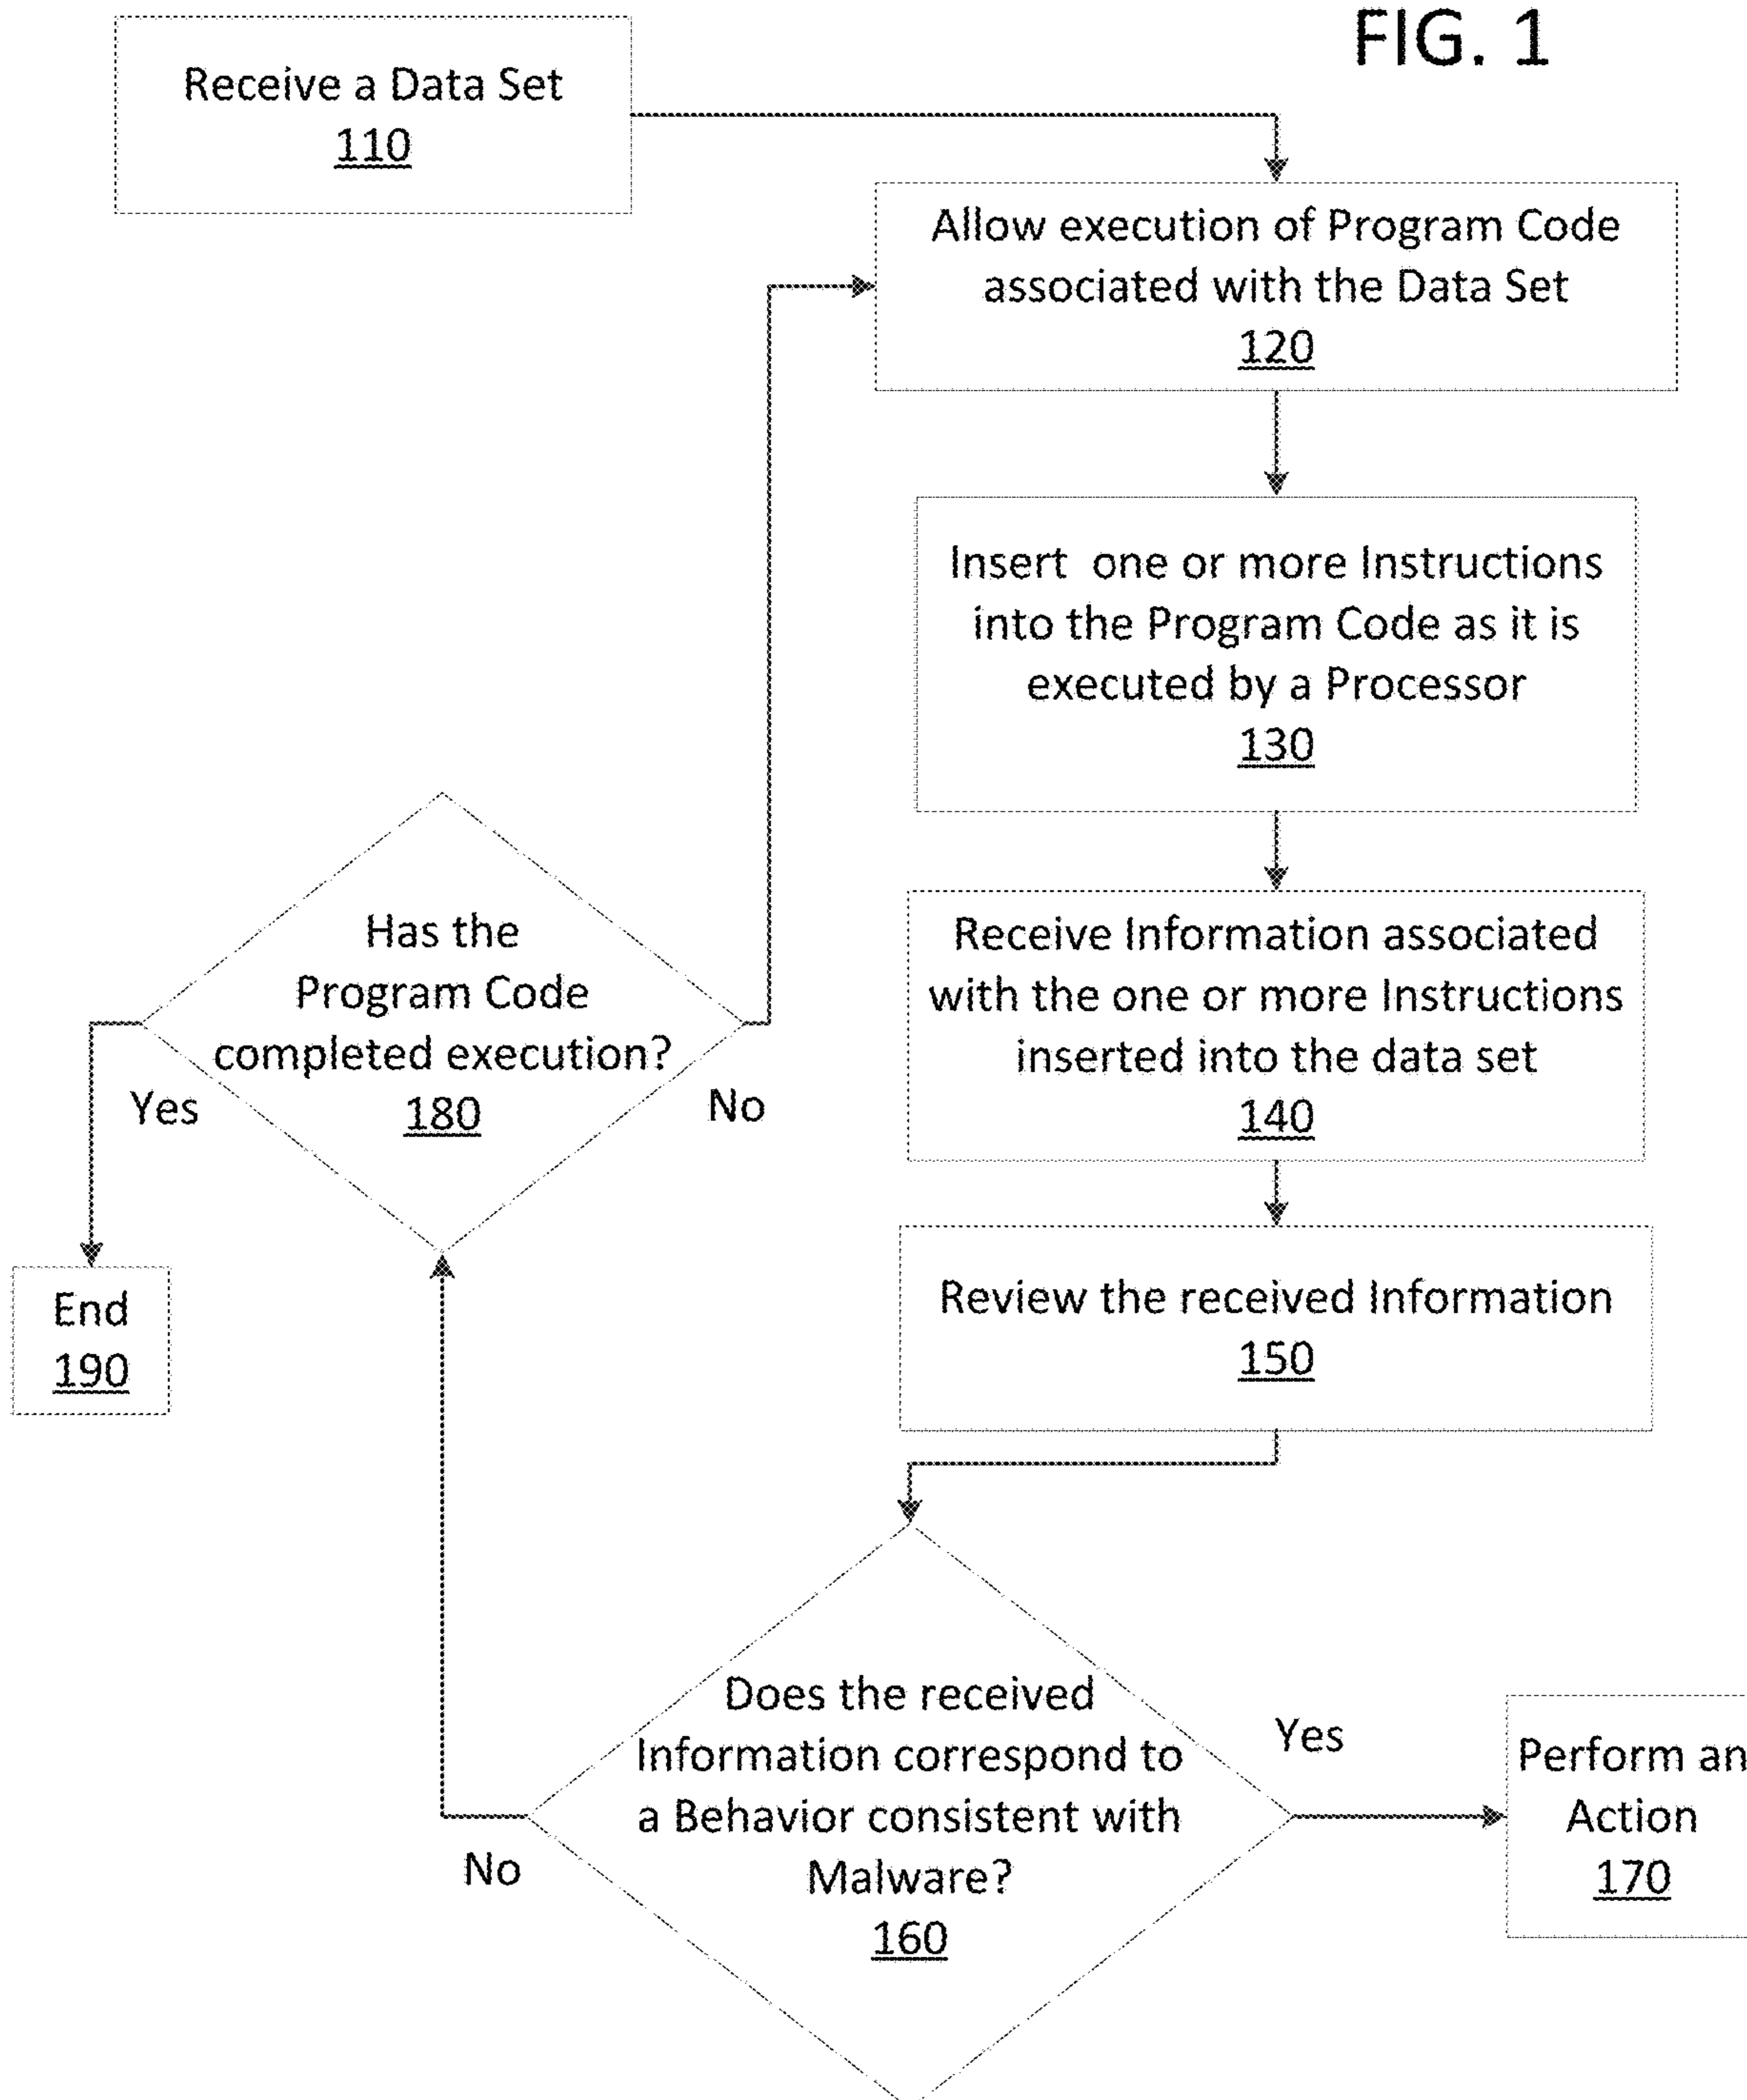 FIG. 1
Receive a Data Set
110
Allow execution of Program Code
associated with the Data Set
120
Insert one or more Instructions
into the Program Code as it is
executed by a Processor
130
Receive Information associated
with the one or more Instructions
inserted into the data set
140
Review the received Information
150
Does the received
Information correspond to
a Behavior consistent with
Malware?
160
Yes
No
Perform an
Action
170
Has the
Program Code
completed execution?
180
Yes
No
End
190